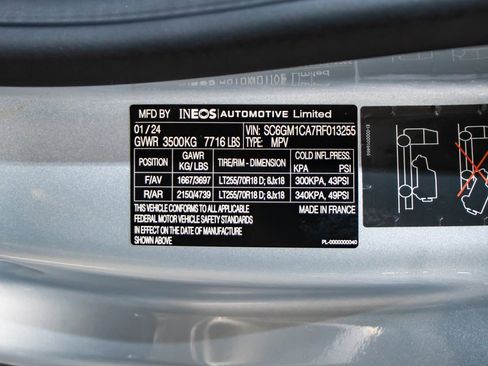 MFD BY INEOS | AUTOMOTIVE Limited
01 / 24 VIN: SC6GM1CA7RF013255
GVWR 3500KG 7716 LBS TYPE: MPV
POSITION GAWR KG/ LBS TIRE/RIM - DIMENSION COLD INFL. PRESS. KPA PSI
F/AV 1667/3697 LT255/70R18 D; 8Jx18 300KPA, 43PSI
R/AR 2150/4739 LT255/70R18 D; 8Jx18 340KPA, 49PSI
THIS VEHICLE CONFORMS TO ALL APPLICABLE MADE IN FRANCE
FEDERAL MOTOR VEHICLE SAFETY STANDARDS
IN EFFECT ON THE DATE OF MANUFACTURE
SHOWN ABOVE PL-0000000040